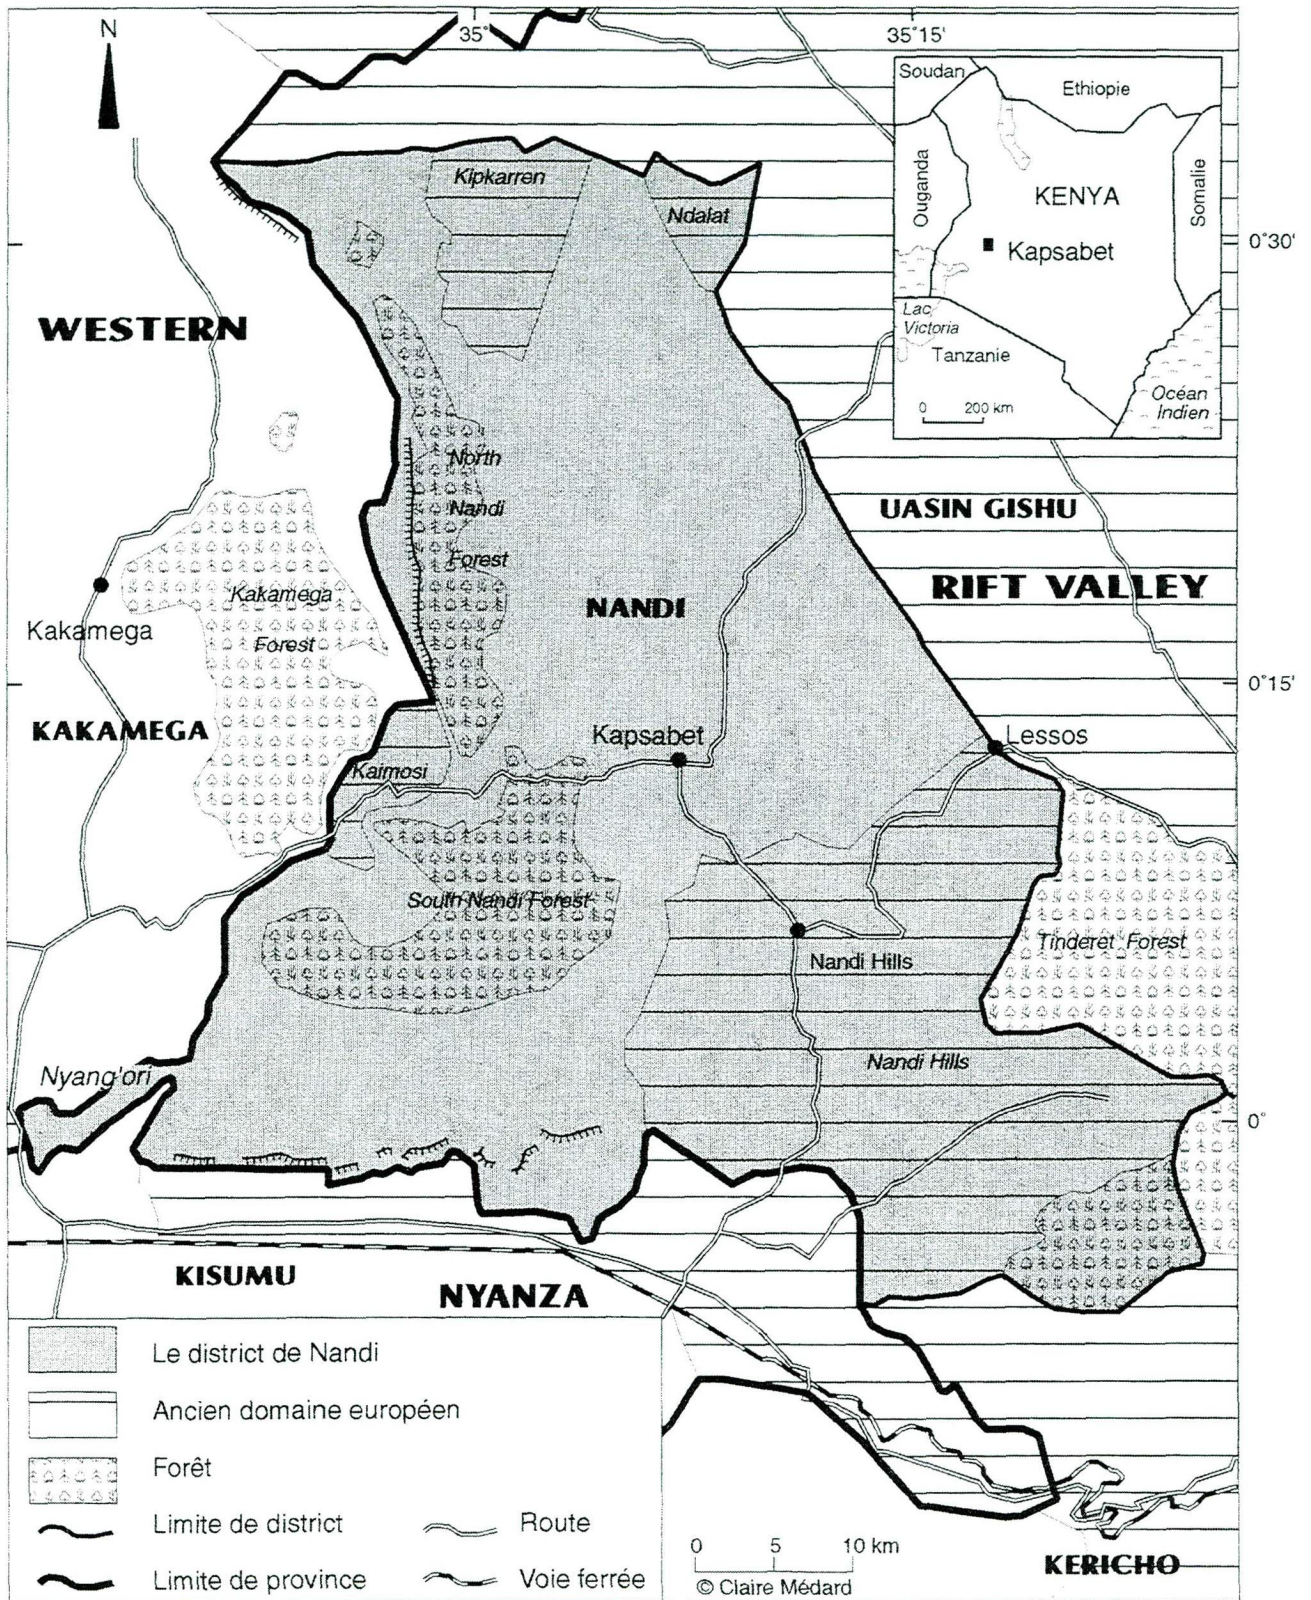 N
35°
35°15'
Soudan
Ethiopie
Ouganda
KENYA
Somalie
Kapsabet
Lac
Victoria
Tanzanie
Océan
Indien
0
200 km
0°30'
Kipkarren
Ndalat
WESTERN
North
Nandi
Forest
UASIN GISHU
RIFT VALLEY
Kakamega
Forest
NANDI
Kakamega
0°15'
KAKAMEGA
Kapsabet
Lessos
Kaimosi
South Nandi Forest
Tinderet Forest
Nandi Hills
Nandi Hills
Nyang'ori
0°
KISUMU
NYANZA
Le district de Nandi
Ancien domaine européen
Forêt
Limite de district
Route
Limite de province
Voie ferrée
0
5
10 km
© Claire Médard
KERICHO